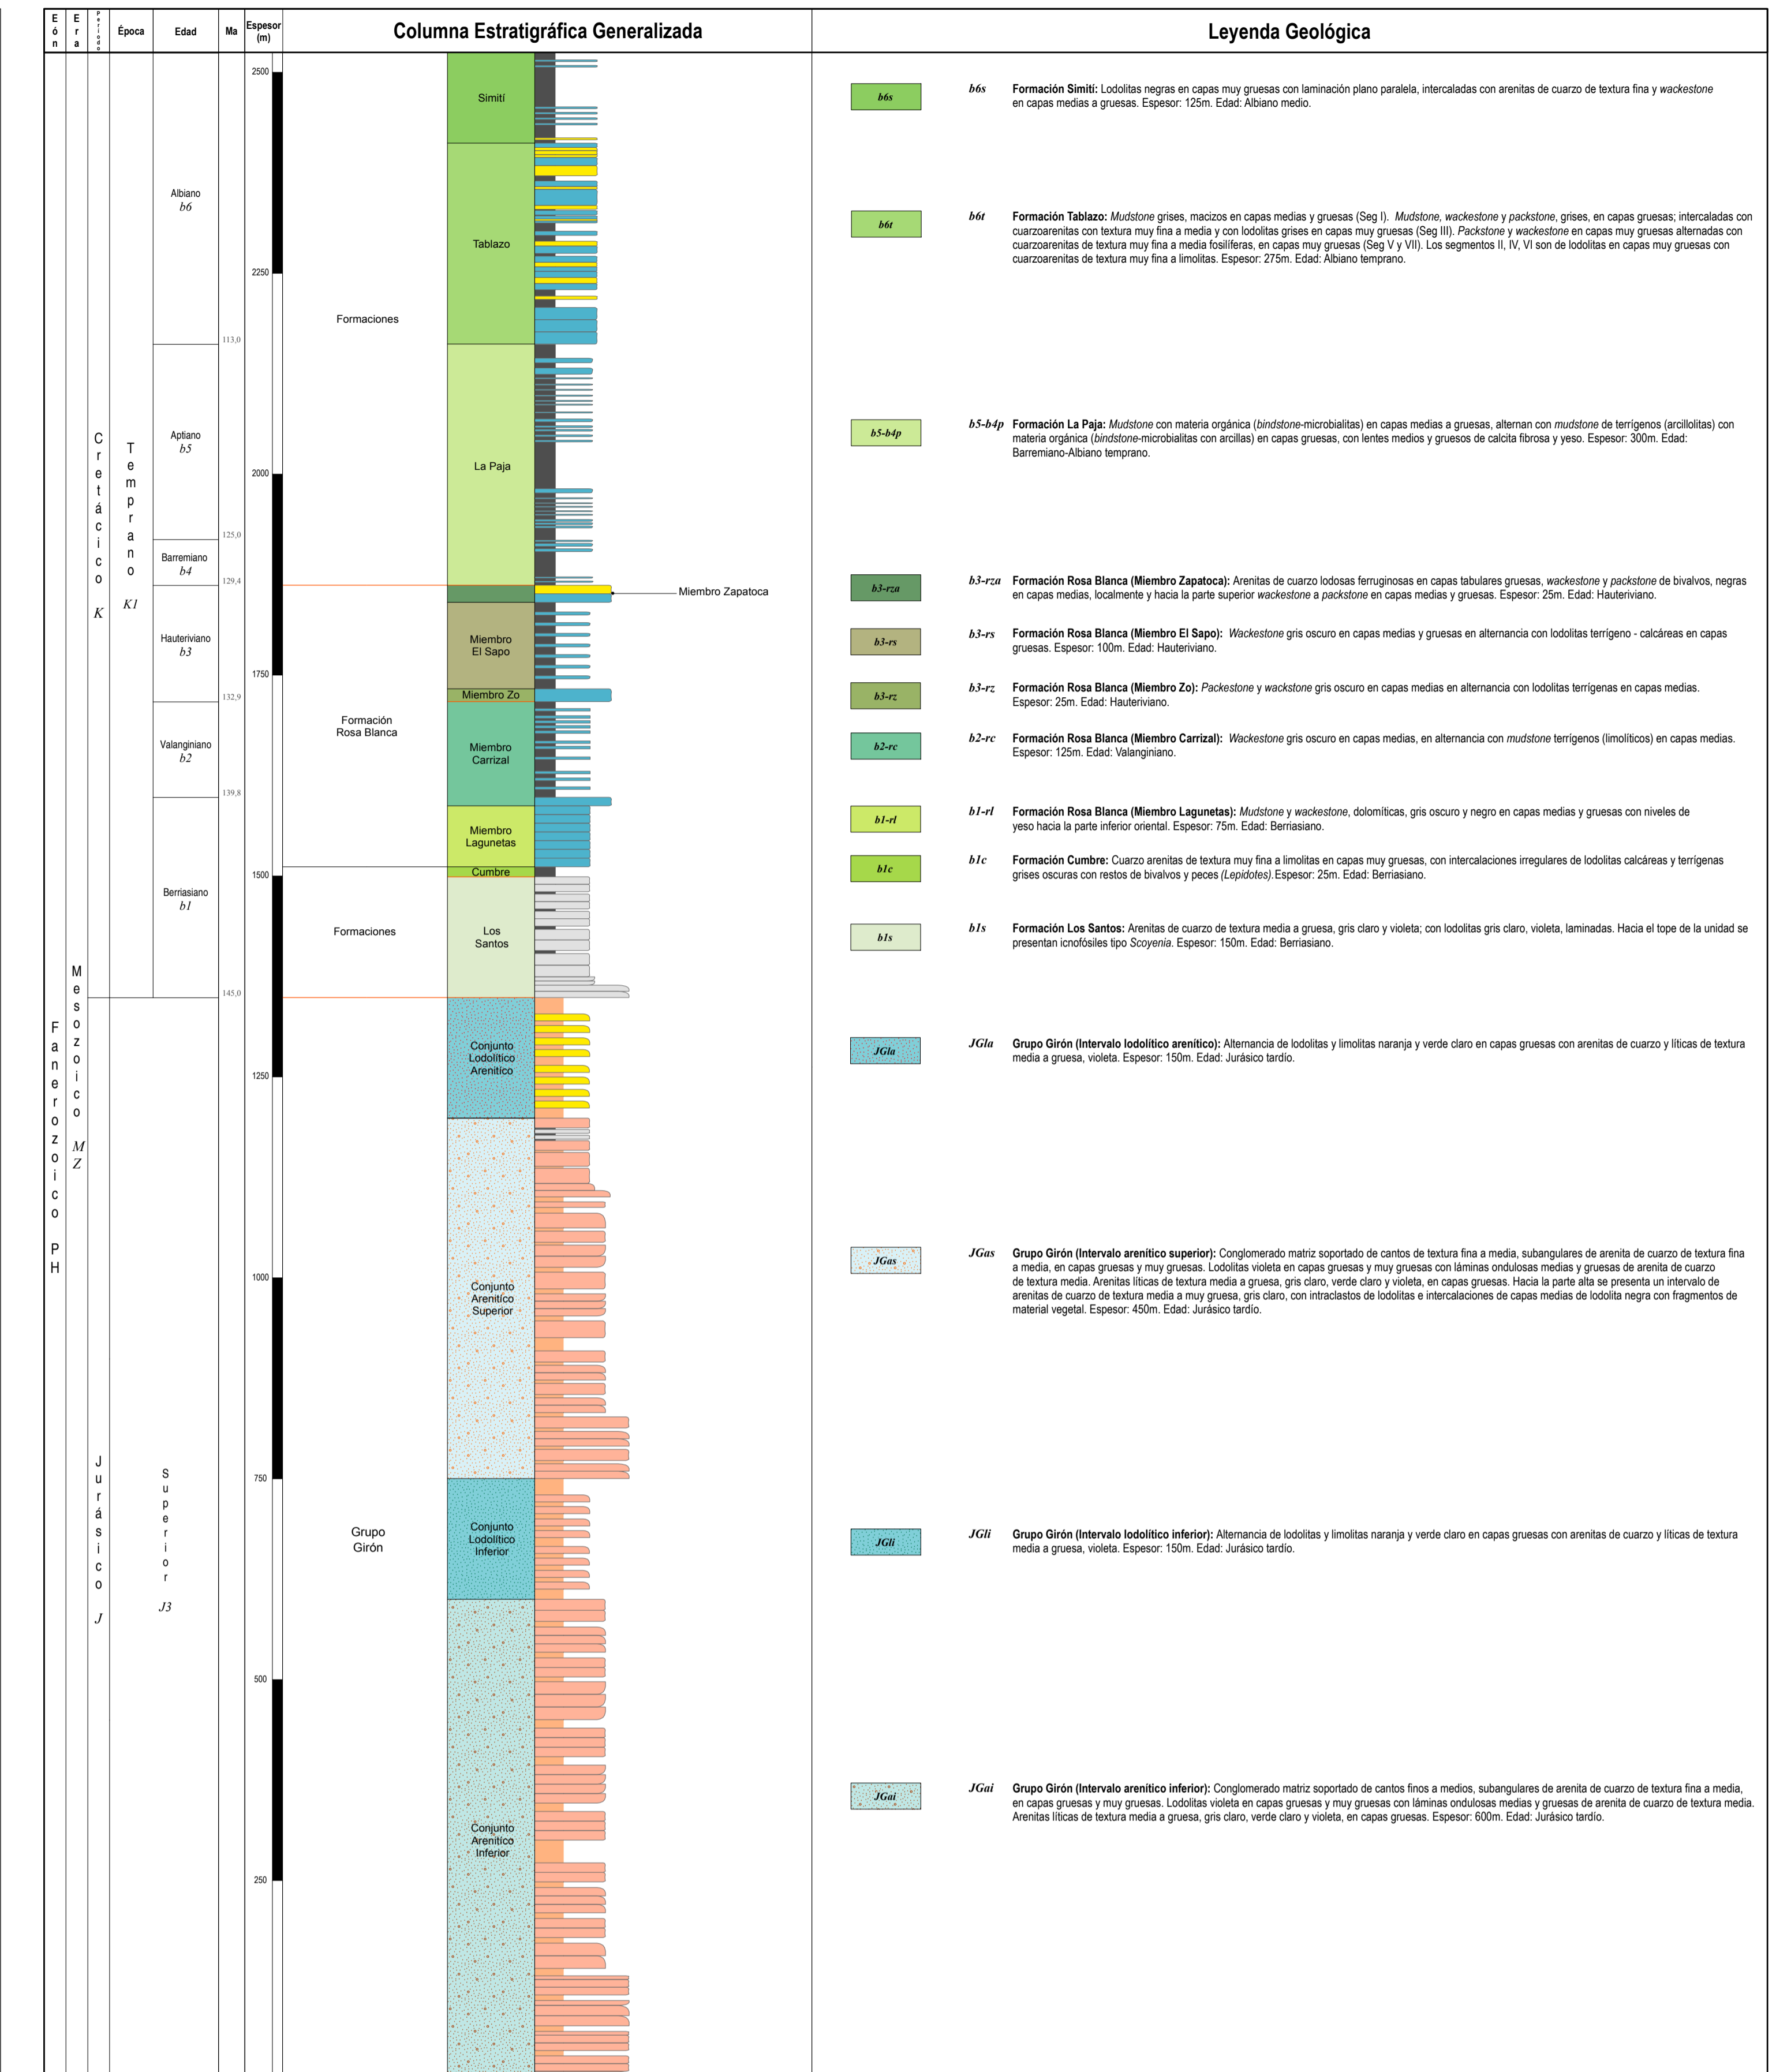 Eón
Era
Período
Época
Edad
Ma
Espesor
(m)
Columna Estratigráfica Generalizada
Leyenda Geológica
Fanerozoico PH
Mesozoico MZ
Cretácico K
Jurásico J
Temprano K1
Superior J3
Albiano
b6
113,0
Aptiano
b5
125,0
Barremiano
b4
129,4
Hauteriviano
b3
132,9
Valanginiano
b2
139,8
Berriasiano
b1
145,0
2500
2250
2000
1750
1500
1250
1000
750
500
250
Formaciones
Formación
Rosa Blanca
Formaciones
Grupo
Girón
Simití
Tablazo
La Paja
Miembro Zapatoca
Miembro
El Sapo
Miembro Zo
Miembro
Carrizal
Miembro
Lagunetas
Cumbre
Los
Santos
Conjunto
Lodolítico
Arenitíco
Conjunto
Arenitíco
Superior
Conjunto
Lodolítico
Inferior
Conjunto
Arenitíco
Inferior
b6s
b6s Formación Simití: Lodolitas negras en capas muy gruesas con laminación plano paralela, intercaladas con arenitas de cuarzo de textura fina y wackestone
en capas medias a gruesas. Espesor: 125m. Edad: Albiano medio.
b6t
b6t Formación Tablazo: Mudstone grises, macizos en capas medias y gruesas (Seg I). Mudstone, wackestone y packstone, grises, en capas gruesas; intercaladas con
cuarzoarenitas con textura muy fina a media y con lodolitas grises en capas muy gruesas (Seg III). Packstone y wackestone en capas muy gruesas alternadas con
cuarzoarenitas de textura muy fina a media fosilíferas, en capas muy gruesas (Seg V y VII). Los segmentos II, IV, VI son de lodolitas en capas muy gruesas con
cuarzoarenitas de textura muy fina a limolitas. Espesor: 275m. Edad: Albiano temprano.
b5-b4p
b5-b4p Formación La Paja: Mudstone con materia orgánica (bindstone-microbialitas) en capas medias a gruesas, alternan con mudstone de terrígenos (arcillolitas) con
materia orgánica (bindstone-microbialitas con arcillas) en capas gruesas, con lentes medios y gruesos de calcita fibrosa y yeso. Espesor: 300m. Edad:
Barremiano-Albiano temprano.
b3-rza
b3-rza Formación Rosa Blanca (Miembro Zapatoca): Arenitas de cuarzo lodosas ferruginosas en capas tabulares gruesas, wackestone y packstone de bivalvos, negras
en capas medias, localmente y hacia la parte superior wackestone a packstone en capas medias y gruesas. Espesor: 25m. Edad: Hauteriviano.
b3-rs
b3-rs Formación Rosa Blanca (Miembro El Sapo): Wackestone gris oscuro en capas medias y gruesas en alternancia con lodolitas terrígeno - calcáreas en capas
gruesas. Espesor: 100m. Edad: Hauteriviano.
b3-rz
b3-rz Formación Rosa Blanca (Miembro Zo): Packestone y wackstone gris oscuro en capas medias en alternancia con lodolitas terrígenas en capas medias.
Espesor: 25m. Edad: Hauteriviano.
b2-rc
b2-rc Formación Rosa Blanca (Miembro Carrizal): Wackestone gris oscuro en capas medias, en alternancia con mudstone terrígenos (limolíticos) en capas medias.
Espesor: 125m. Edad: Valanginiano.
b1-rl
b1-rl Formación Rosa Blanca (Miembro Lagunetas): Mudstone y wackestone, dolomíticas, gris oscuro y negro en capas medias y gruesas con niveles de
yeso hacia la parte inferior oriental. Espesor: 75m. Edad: Berriasiano.
b1c
b1c Formación Cumbre: Cuarzo arenitas de textura muy fina a limolitas en capas muy gruesas, con intercalaciones irregulares de lodolitas calcáreas y terrígenas
grises oscuras con restos de bivalvos y peces (Lepidotes).Espesor: 25m. Edad: Berriasiano.
b1s
b1s Formación Los Santos: Arenitas de cuarzo de textura media a gruesa, gris claro y violeta; con lodolitas gris claro, violeta, laminadas. Hacia el tope de la unidad se
presentan icnofósiles tipo Scoyenia. Espesor: 150m. Edad: Berriasiano.
JGla
JGla Grupo Girón (Intervalo lodolítico arenítico): Alternancia de lodolitas y limolitas naranja y verde claro en capas gruesas con arenitas de cuarzo y líticas de textura
media a gruesa, violeta. Espesor: 150m. Edad: Jurásico tardío.
JGas
JGas Grupo Girón (Intervalo arenítico superior): Conglomerado matriz soportado de cantos de textura fina a media, subangulares de arenita de cuarzo de textura fina
a media, en capas gruesas y muy gruesas. Lodolitas violeta en capas gruesas y muy gruesas con láminas ondulosas medias y gruesas de arenita de cuarzo
de textura media. Arenitas líticas de textura media a gruesa, gris claro, verde claro y violeta, en capas gruesas. Hacia la parte alta se presenta un intervalo de
arenitas de cuarzo de textura media a muy gruesa, gris claro, con intraclastos de lodolitas e intercalaciones de capas medias de lodolita negra con fragmentos de
material vegetal. Espesor: 450m. Edad: Jurásico tardío.
JGli
JGli Grupo Girón (Intervalo lodolítico inferior): Alternancia de lodolitas y limolitas naranja y verde claro en capas gruesas con arenitas de cuarzo y líticas de textura
media a gruesa, violeta. Espesor: 150m. Edad: Jurásico tardío.
JGai
JGai Grupo Girón (Intervalo arenítico inferior): Conglomerado matriz soportado de cantos finos a medios, subangulares de arenita de cuarzo de textura fina a media,
en capas gruesas y muy gruesas. Lodolitas violeta en capas gruesas y muy gruesas con láminas ondulosas medias y gruesas de arenita de cuarzo de textura media.
Arenitas líticas de textura media a gruesa, gris claro, verde claro y violeta, en capas gruesas. Espesor: 600m. Edad: Jurásico tardío.